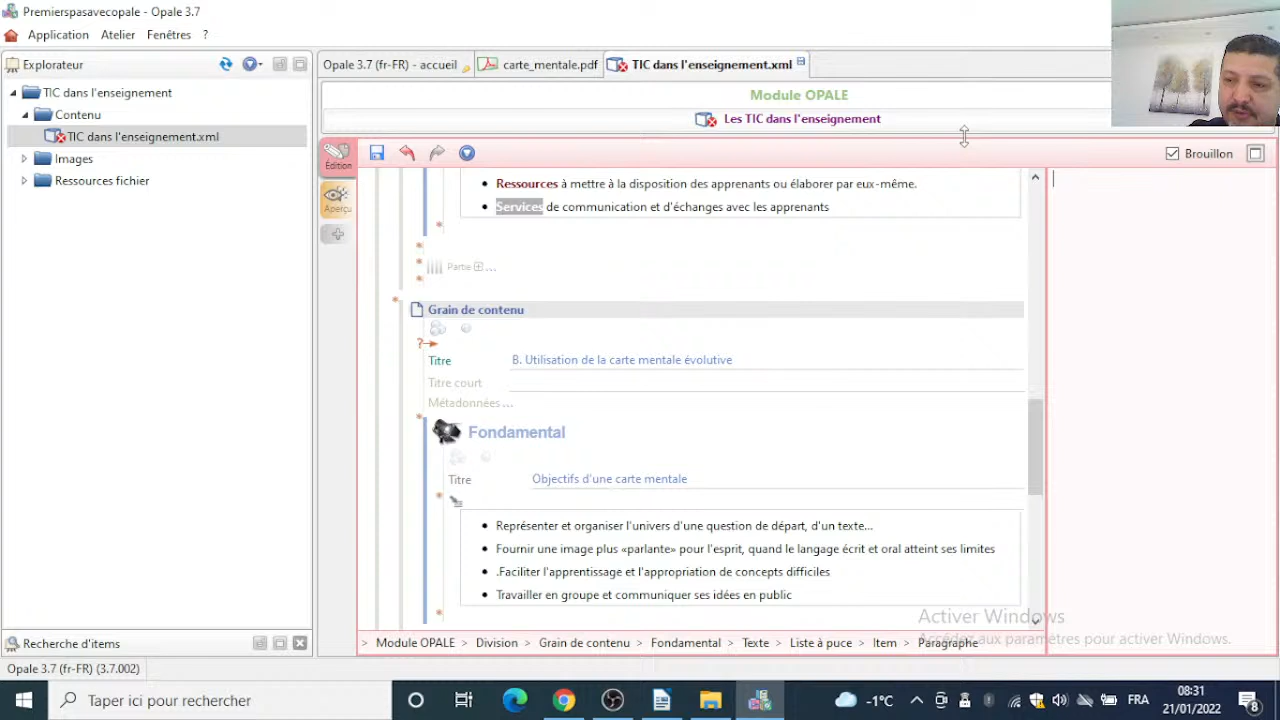 Premierspasavecopale - Opale 3.7
Application Atelier Fenêtres ?
Explorateur
Opale 3.7 (fr-FR) - accueil carte_mentale.pdf TIC dans l'enseignement.xml
TIC dans l'enseignement
Contenu
TIC dans l'enseignement.xml
Images
Ressources fichier
Module OPALE
Les TIC dans l'enseignement
Édition
Brouillon
Aperçu
Ressources à mettre à la disposition des apprenants ou élaborer par eux-même.
Services de communication et d'échanges avec les apprenants
Partie ...
Grain de contenu
Titre B. Utilisation de la carte mentale évolutive
Titre court
Métadonnées ...
Fondamental
Titre Objectifs d'une carte mentale
Représenter et organiser l'univers d'une question de départ, d'un texte...
Fournir une image plus «parlante» pour l'esprit, quand le langage écrit et oral atteint ses limites
.Faciliter l'apprentissage et l'appropriation de concepts difficiles
Travailler en groupe et communiquer ses idées en public
Activer Windows
Accédez aux paramètres pour activer Windows.
Recherche d'items
> Module OPALE > Division > Grain de contenu > Fondamental > Texte > Liste à puce > Item > Paragraphe
Opale 3.7 (fr-FR) (3.7.002)
Taper ici pour rechercher
-1°C
FRA
08:31
21/01/2022
8